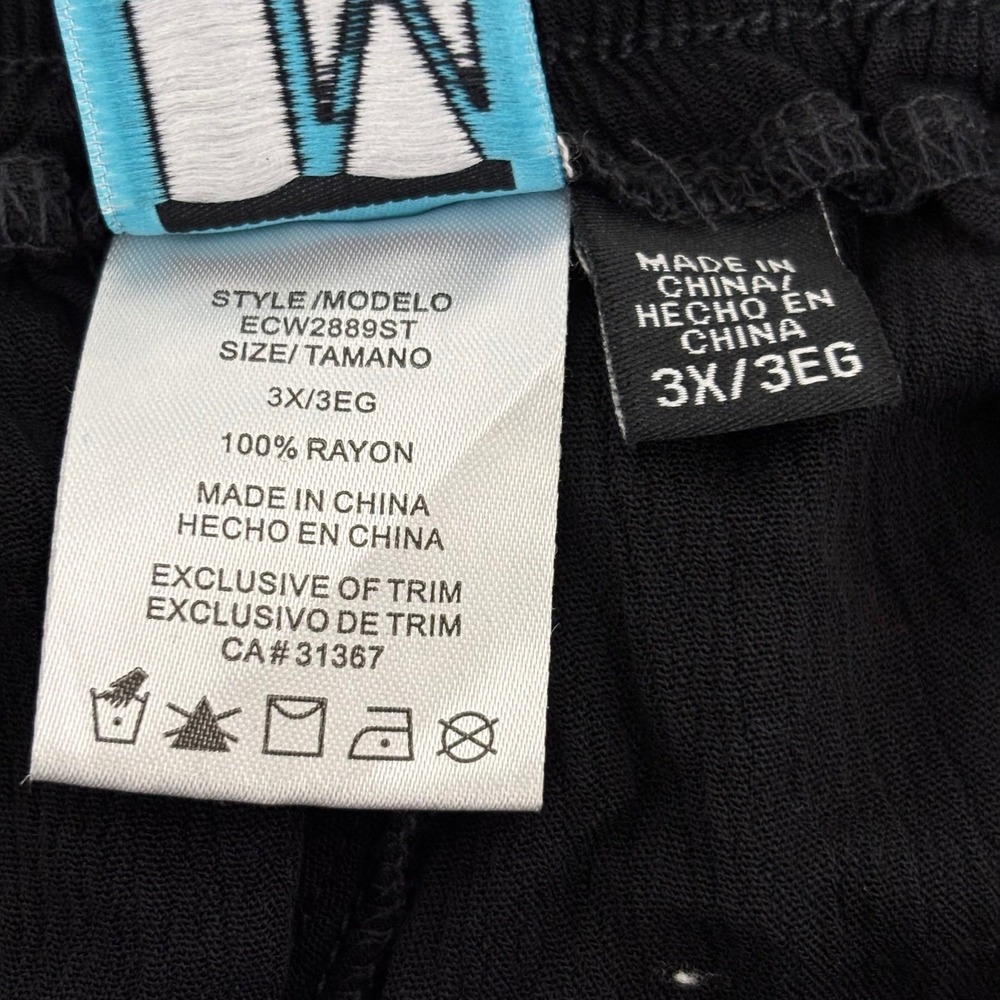 STYLE/MODELO
ECW2889ST
SIZE/TAMANO
3X/3EG
100% RAYON
MADE IN CHINA
HECHO EN CHINA
EXCLUSIVE OF TRIM
EXCLUSIVO DE TRIM
CA#31367
MADE IN
CHINA/
HECHO EN
CHINA
3X/3EG